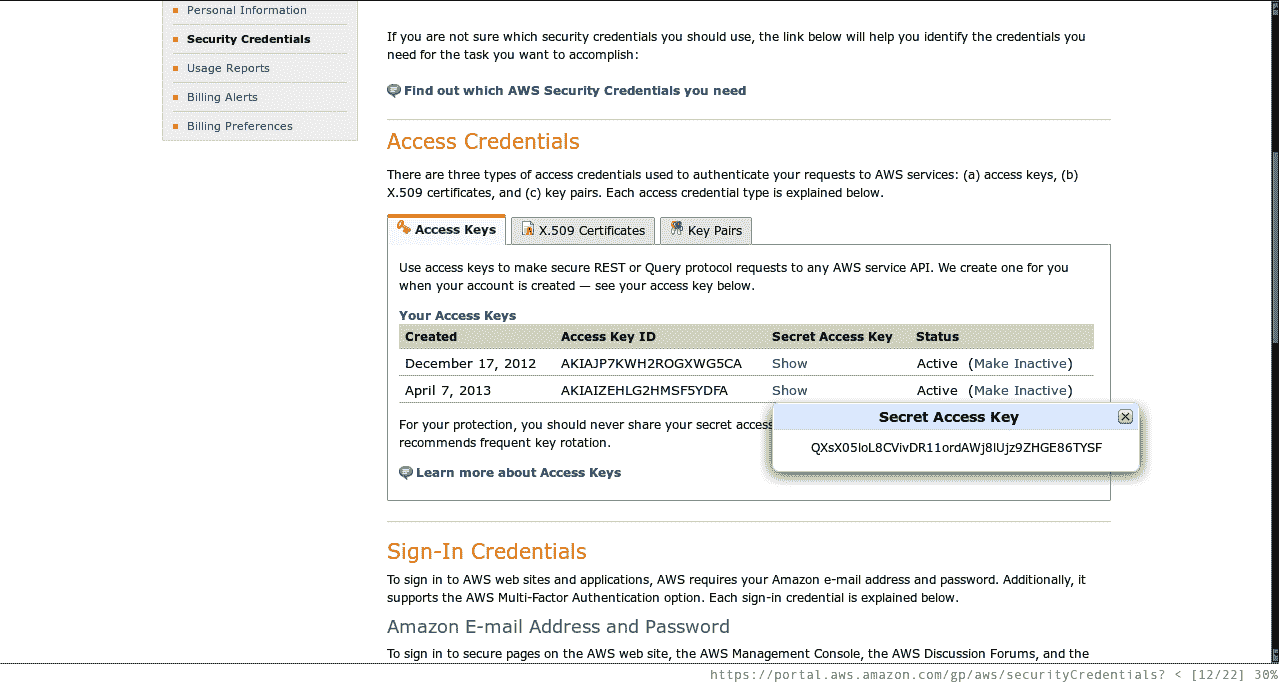 Personal Information
Security Credentials
Usage Reports
Billing Alerts
Billing Preferences
If you are not sure which security credentials you should use, the link below will help you identify the credentials you
need for the task you want to accomplish:
Find out which AWS Security Credentials you need
Access Credentials
There are three types of access credentials used to authenticate your requests to AWS services: (a) access keys, (b)
X.509 certificates, and (c) key pairs. Each access credential type is explained below.
Access Keys X.509 Certificates Key Pairs
Use access keys to make secure REST or Query protocol requests to any AWS service API. We create one for you
when your account is created — see your access key below.
Your Access Keys
Created Access Key ID Secret Access Key Status
December 17, 2012 AKIAJP7KWH2ROGXWG5CA Show Active (Make Inactive)
April 7, 2013 AKIAIZEHLG2HMSF5YDFA Show Active (Make Inactive)
Secret Access Key
For your protection, you should never share your secret access
recommends frequent key rotation.
Learn more about Access Keys
Sign-In Credentials
To sign in to AWS web sites and applications, AWS requires your Amazon e-mail address and password. Additionally, it
supports the AWS Multi-Factor Authentication option. Each sign-in credential is explained below.
Amazon E-mail Address and Password
To sign in to secure pages on the AWS web site, the AWS Management Console, the AWS Discussion Forums, and the
https://portal.aws.amazon.com/gp/aws/securityCredentials? < [12/22] 30%